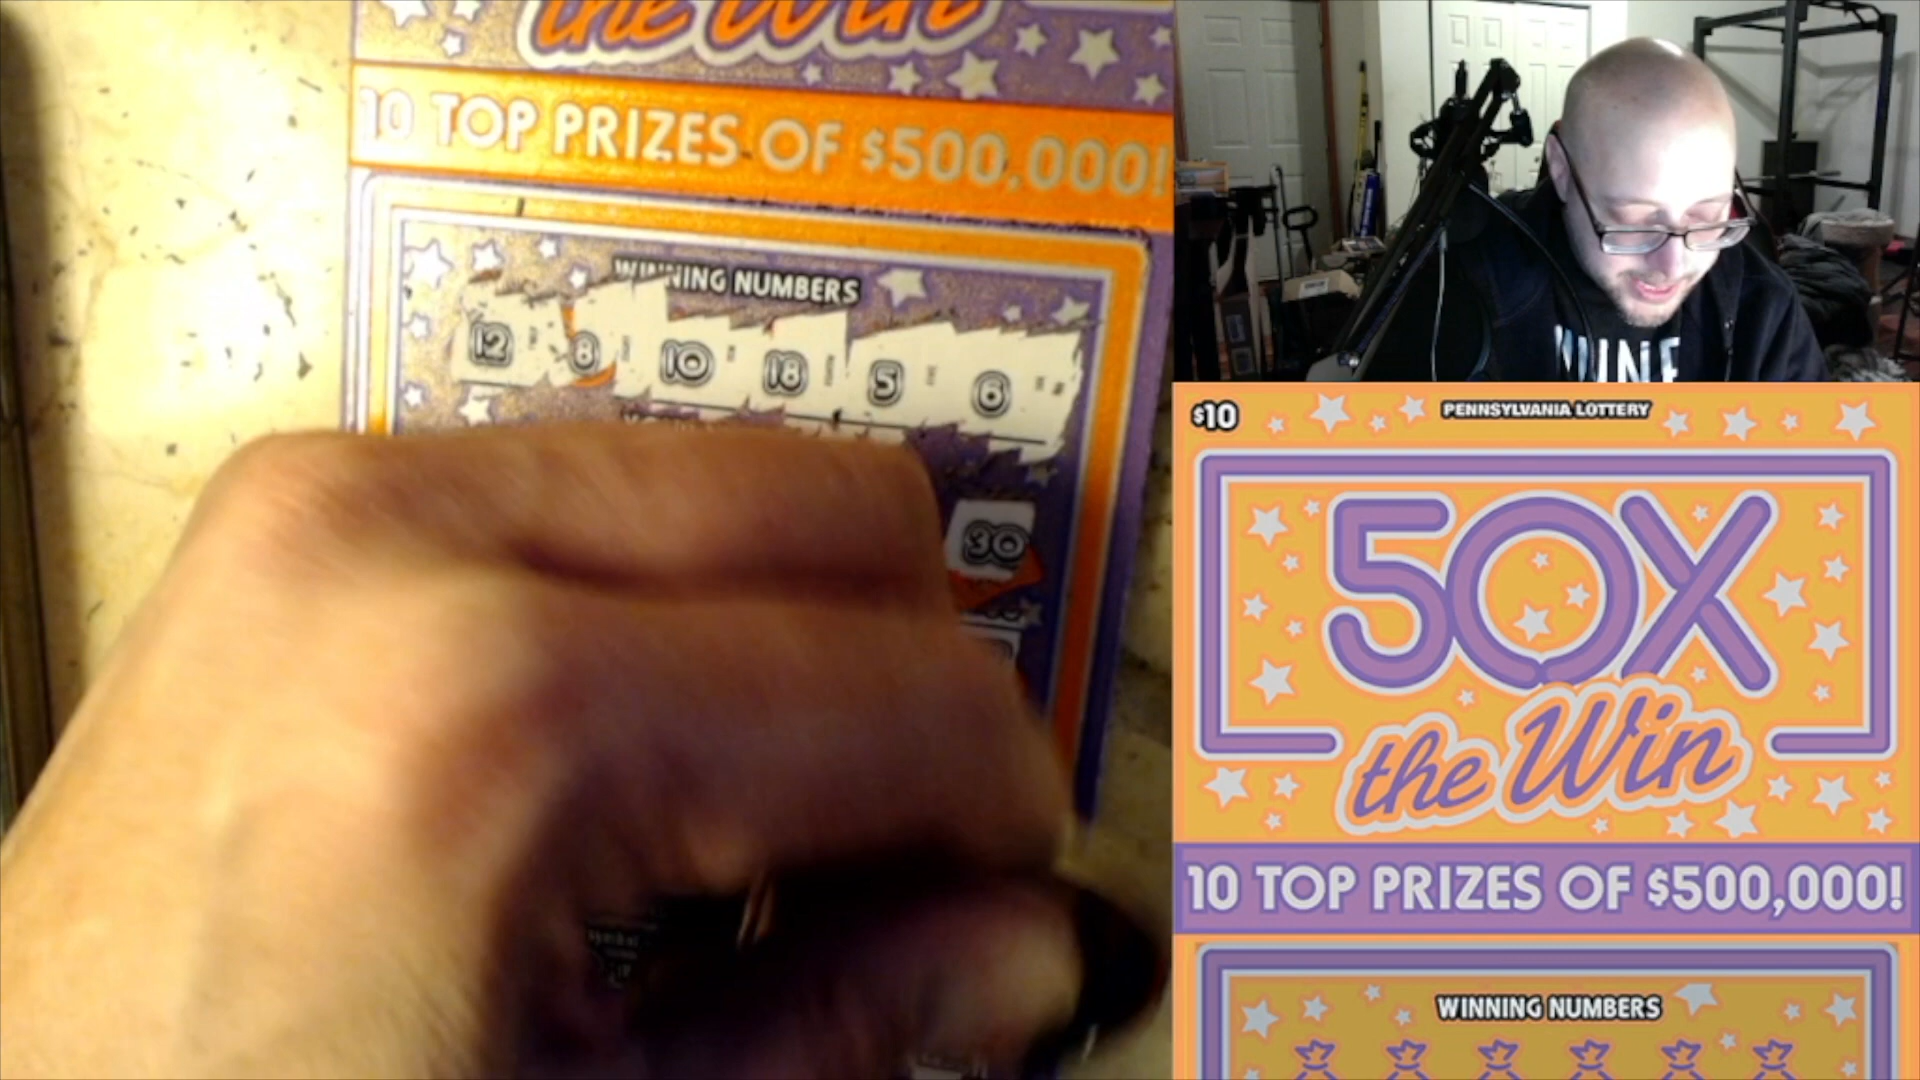 the Win
10 TOP PRIZES OF $500,000!
WINNING NUMBERS
12 8 10 18 5 6
30
symbol
$10
PENNSYLVANIA LOTTERY
50X
the Win
10 TOP PRIZES OF $500,000!
WINNING NUMBERS